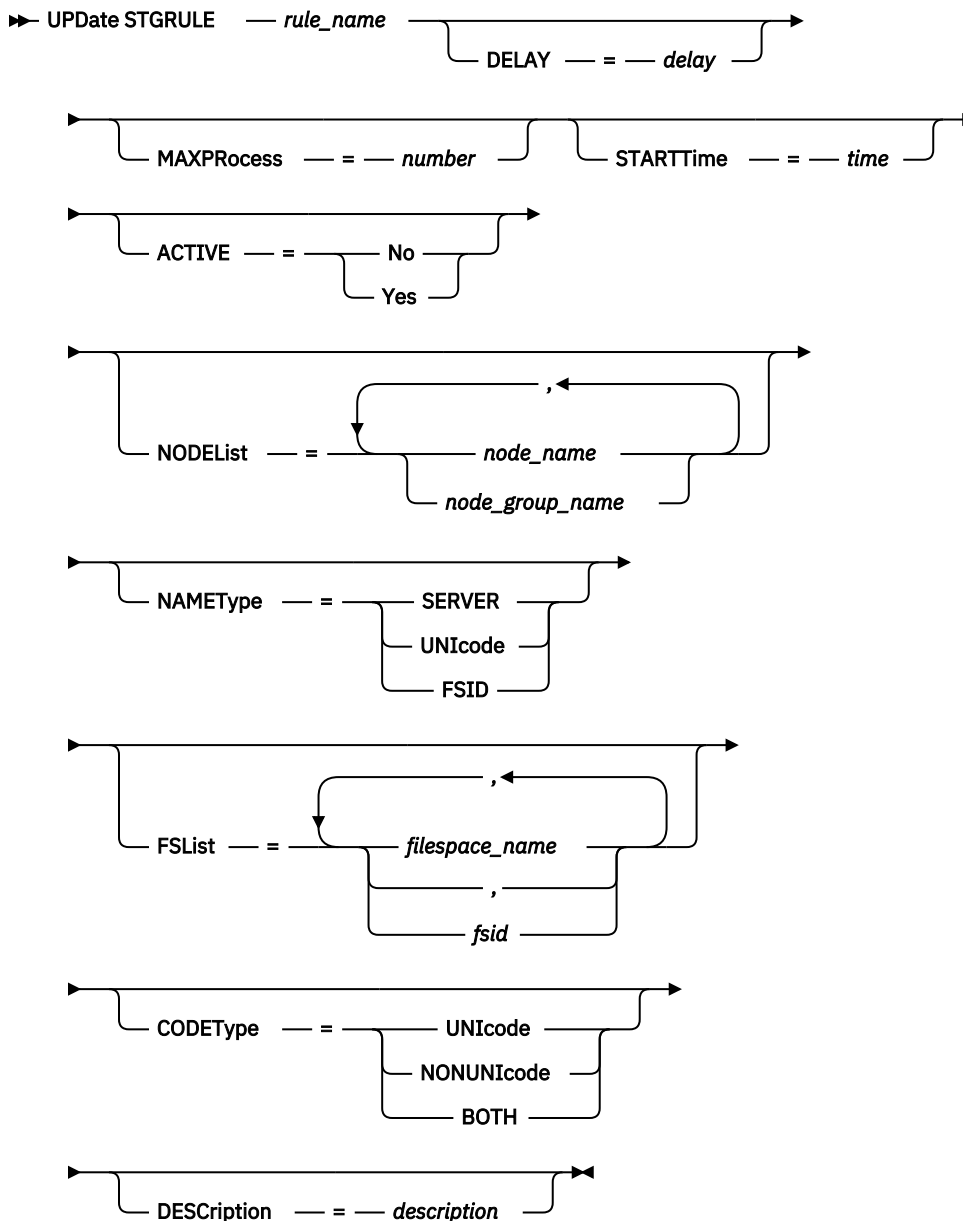 UPDate STGRULE — rule_name
DELAY — = — delay
MAXPRocess — = — number STARTTime — = — time
ACTIVE — = — No
Yes
,
NODEList — = — node_name
node_group_name
NAMEType — = — SERVER
UNIcode
FSID
,
FSList — = — filespace_name
,
fsid
CODEType — = — UNIcode
NONUNIcode
BOTH
DESCription — = — description